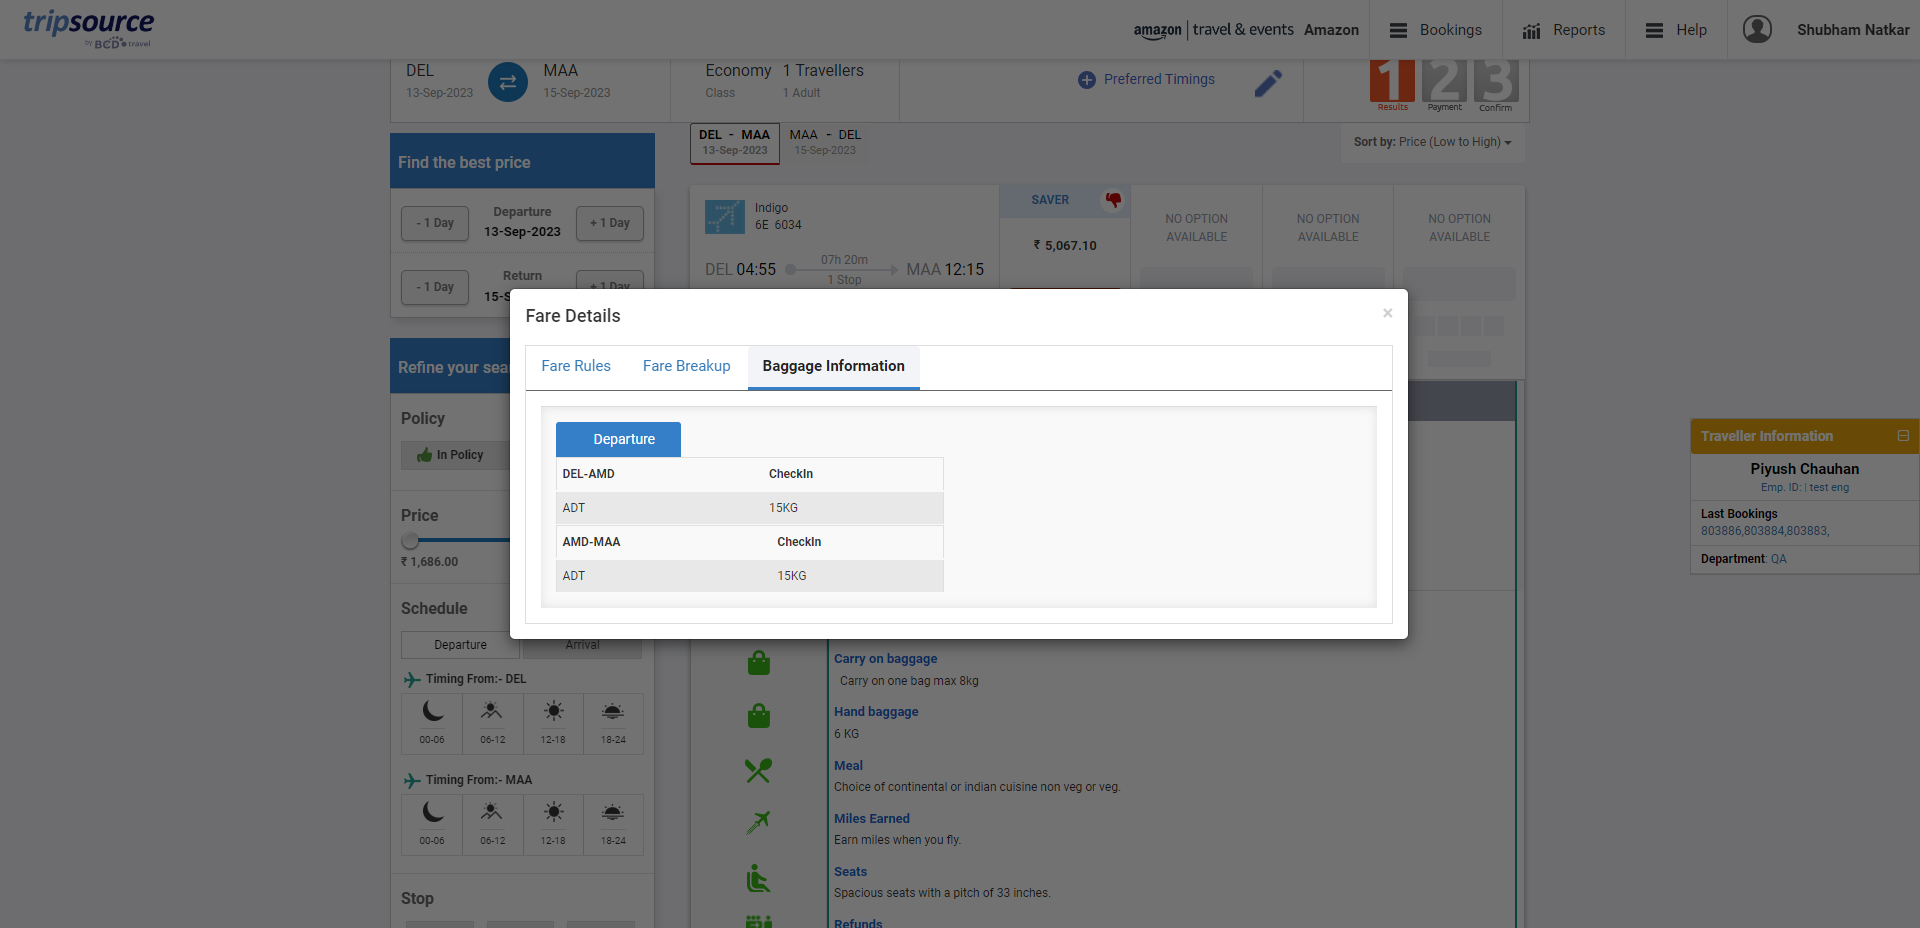 tripsource
by BCD travel
amazon | travel & events Amazon
Bookings
Reports
Help
Shubham Natkar
DEL
13-Sep-2023
MAA
15-Sep-2023
Economy
Class
1 Travellers
1 Adult
Preferred Timings
1 2 3
Results Payment Confirm
DEL - MAA
13-Sep-2023
MAA - DEL
15-Sep-2023
Sort by: Price (Low to High)
Find the best price
- 1 Day
Departure
13-Sep-2023
+ 1 Day
- 1 Day
Return
15-S
+ 1 Day
Indigo
6E 6034
DEL 04:55
07h 20m
1 Stop
MAA 12:15
SAVER
₹ 5,067.10
NO OPTION
AVAILABLE
NO OPTION
AVAILABLE
NO OPTION
AVAILABLE
Fare Details
×
Fare Rules
Fare Breakup
Baggage Information
Departure
DEL-AMD CheckIn
ADT 15KG
AMD-MAA CheckIn
ADT 15KG
Refine your sea
Policy
In Policy
Price
₹ 1,686.00
Schedule
Departure
Arrival
Timing From:- DEL
00-06 06-12 12-18 18-24
Timing From:- MAA
00-06 06-12 12-18 18-24
Stop
Carry on baggage
Carry on one bag max 8kg
Hand baggage
6 KG
Meal
Choice of continental or indian cuisine non veg or veg.
Miles Earned
Earn miles when you fly.
Seats
Spacious seats with a pitch of 33 inches.
Refunds
Traveller Information
Piyush Chauhan
Emp. ID: | test eng
Last Bookings
803886,803884,803883,
Department: QA